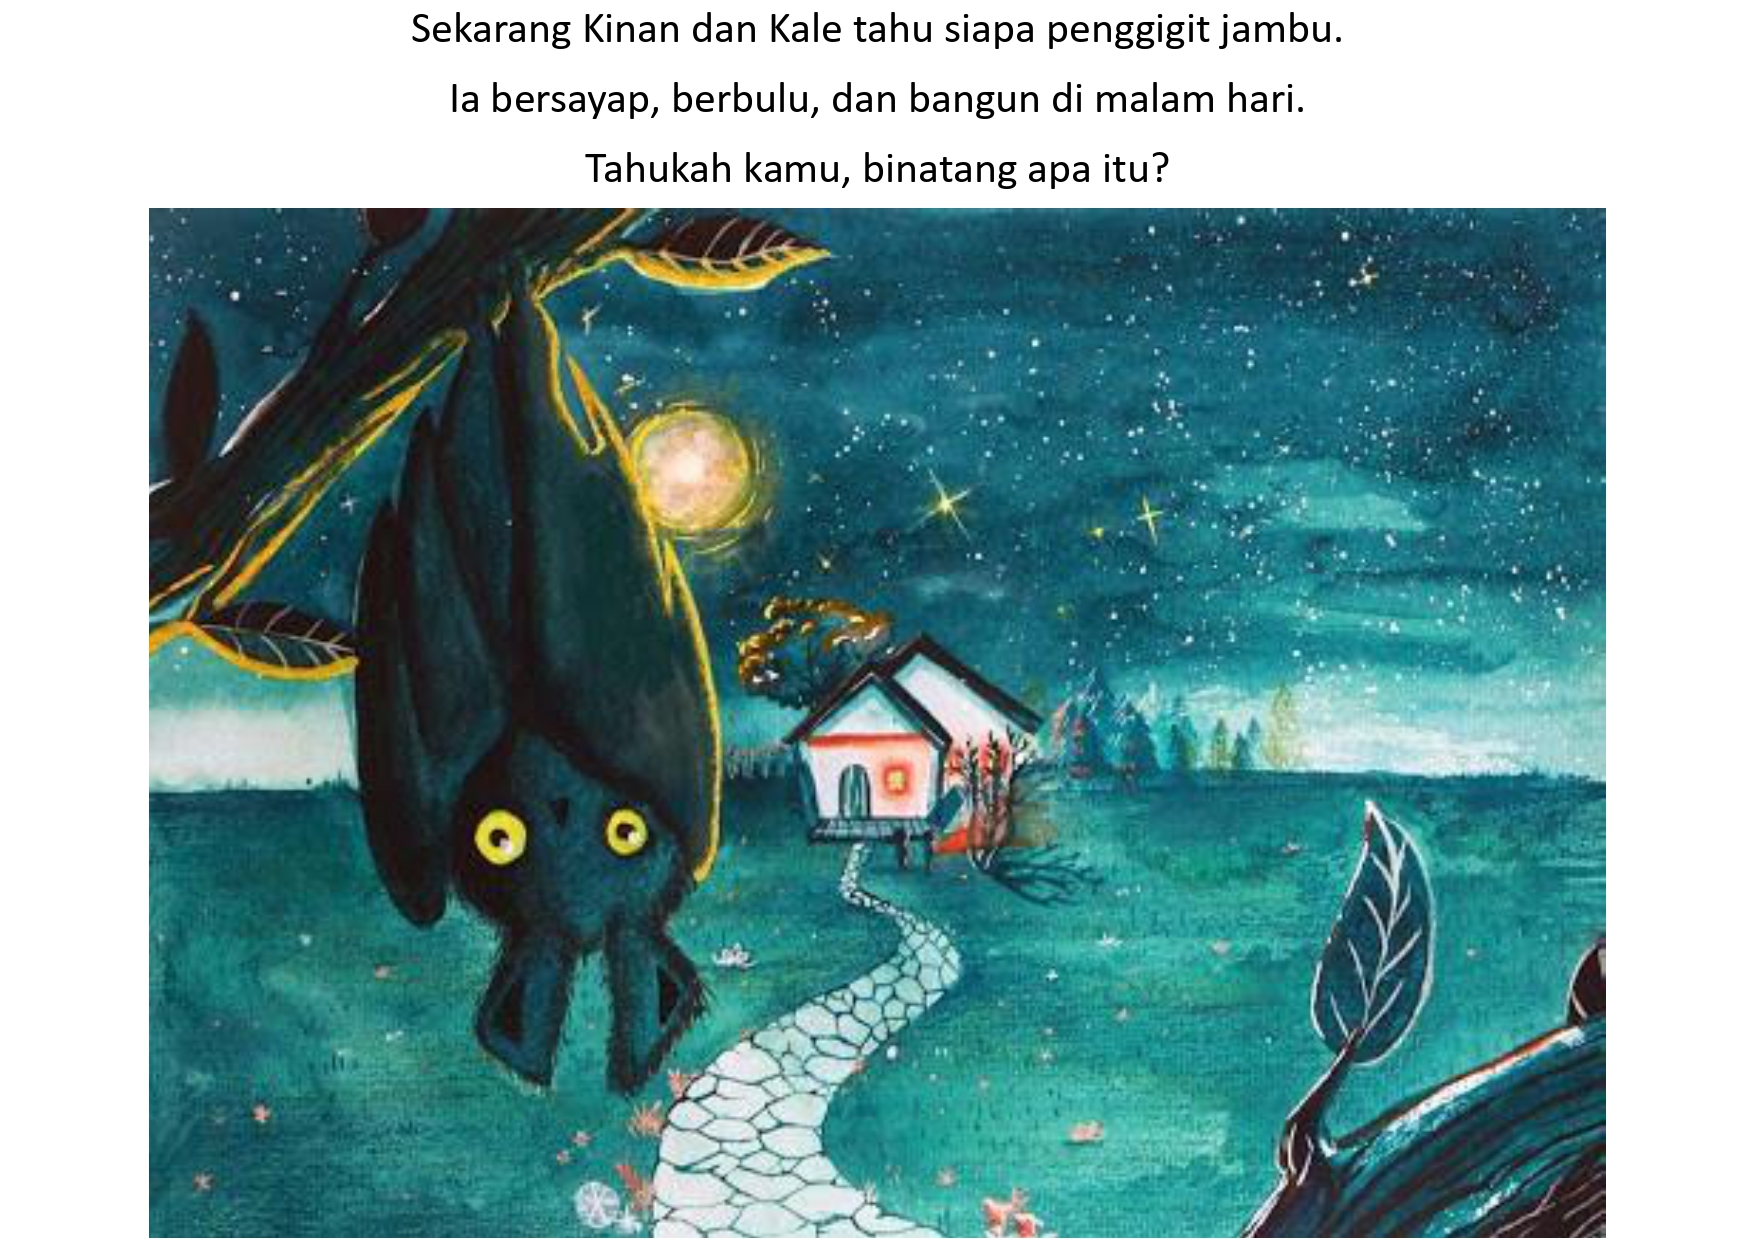 Sekarang Kinan dan Kale tahu siapa penggigit jambu.
Ia bersayap, berbulu, dan bangun di malam hari.
Tahukah kamu, binatang apa itu?